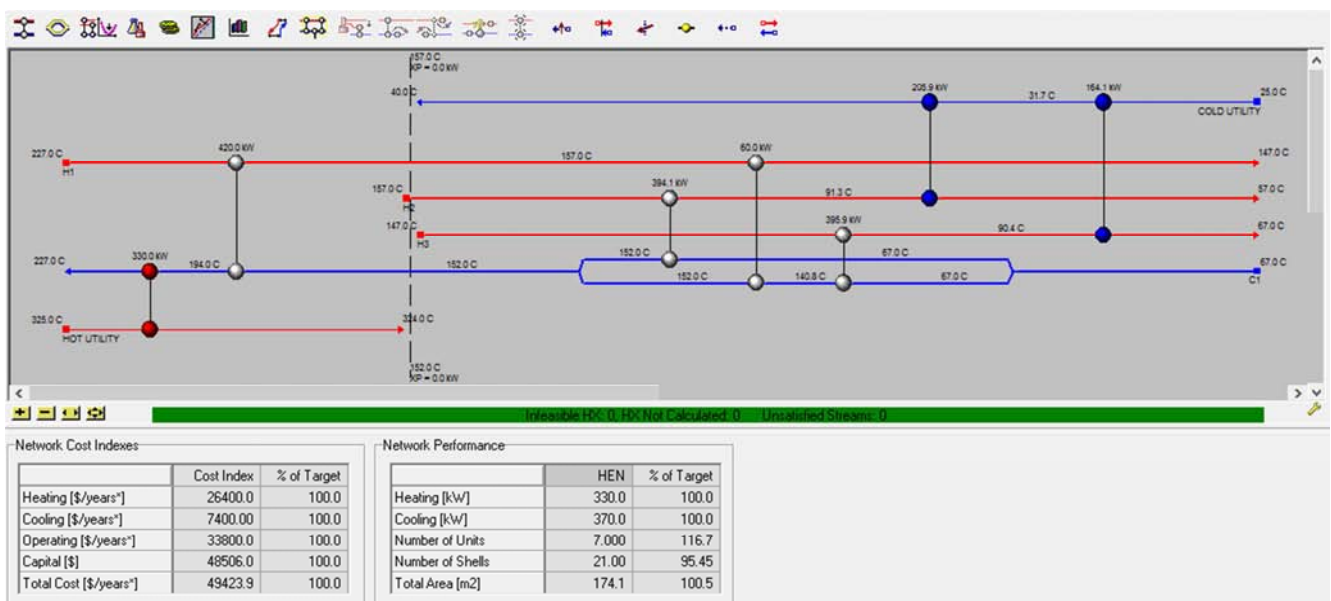 157.0 C
XP = 0.0 kW
40.0 C
205.9 kW
31.7 C
164.1 kW
25.0 C
COLD UTILITY
227.0 C
H1
420.0 kW
157.0 C
60.0 kW
147.0 C
157.0 C
H2
394.1 kW
91.3 C
57.0 C
147.0 C
H3
395.9 kW
90.4 C
67.0 C
227.0 C
330.0 kW
194.0 C
152.0 C
152.0 C
67.0 C
67.0 C
C1
152.0 C
140.8 C
67.0 C
325.0 C
HOT UTILITY
324.0 C
152.0 C
XP = 0.0 kW
Infeasible HX: 0, HX Not Calculated: 0 Unsatisfied Streams: 0
Network Cost Indexes
Cost Index % of Target
Heating [$/years*] 26400.0 100.0
Cooling [$/years*] 7400.00 100.0
Operating [$/years*] 33800.0 100.0
Capital [$] 48506.0 100.0
Total Cost [$/years*] 49423.9 100.0
Network Performance
HEN % of Target
Heating [kW] 330.0 100.0
Cooling [kW] 370.0 100.0
Number of Units 7.000 116.7
Number of Shells 21.00 95.45
Total Area [m2] 174.1 100.5